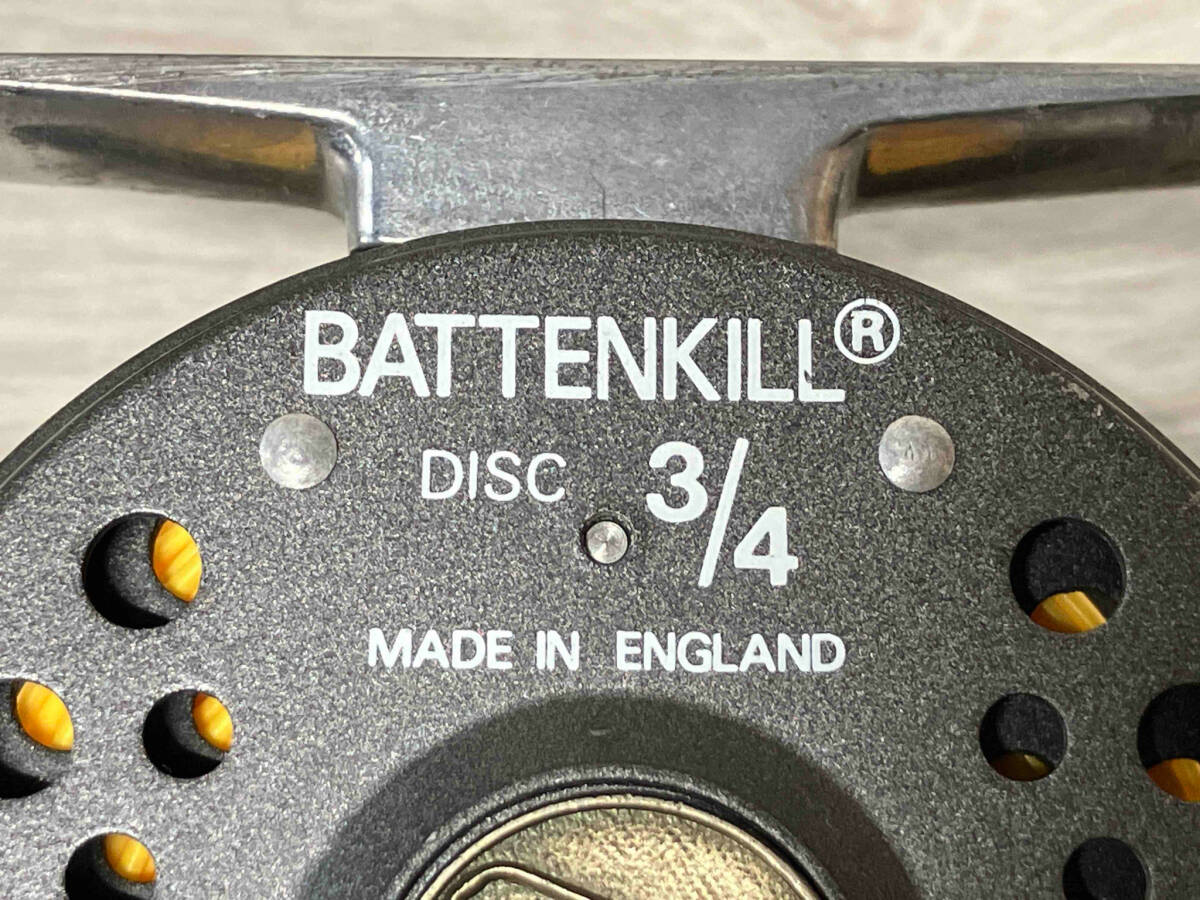 BATTENKILL®
DISC 3/4
MADE IN ENGLAND